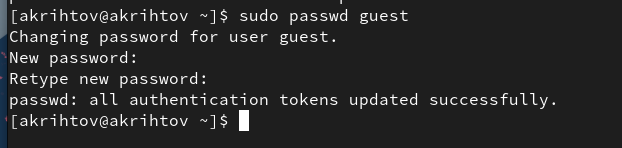 [akrihtov@akrihtov ~]$ sudo passwd guest
Changing password for user guest.
New password:
Retype new password:
passwd: all authentication tokens updated successfully.
[akrihtov@akrihtov ~]$